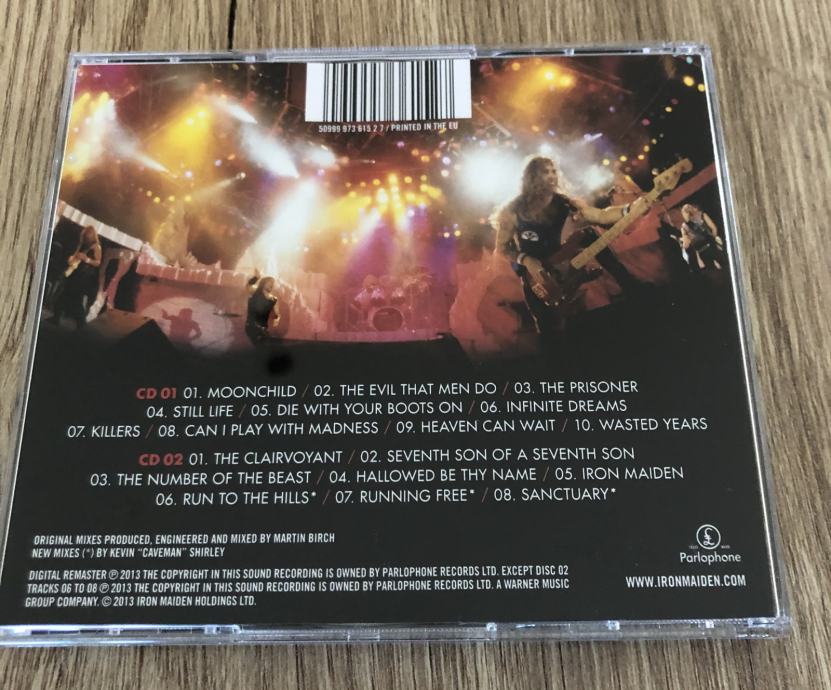 50999 973 615 2 7 / PRINTED IN THE EU
CD 01 01. MOONCHILD / 02. THE EVIL THAT MEN DO / 03. THE PRISONER
04. STILL LIFE / 05. DIE WITH YOUR BOOTS ON / 06. INFINITE DREAMS
07. KILLERS / 08. CAN I PLAY WITH MADNESS / 09. HEAVEN CAN WAIT / 10. WASTED YEARS
CD 02 01. THE CLAIRVOYANT / 02. SEVENTH SON OF A SEVENTH SON
03. THE NUMBER OF THE BEAST / 04. HALLOWED BE THY NAME / 05. IRON MAIDEN
06. RUN TO THE HILLS* / 07. RUNNING FREE* / 08. SANCTUARY*
ORIGINAL MIXES PRODUCED, ENGINEERED AND MIXED BY MARTIN BIRCH
NEW MIXES (*) BY KEVIN "CAVEMAN" SHIRLEY
£
Parlophone
DIGITAL REMASTER ℗ 2013 THE COPYRIGHT IN THIS SOUND RECORDING IS OWNED BY PARLOPHONE RECORDS LTD. EXCEPT DISC 02
TRACKS 06 TO 08 ℗ 2013 THE COPYRIGHT IN THIS SOUND RECORDING IS OWNED BY PARLOPHONE RECORDS LTD. A WARNER MUSIC
GROUP COMPANY. © 2013 IRON MAIDEN HOLDINGS LTD.
WWW.IRONMAIDEN.COM